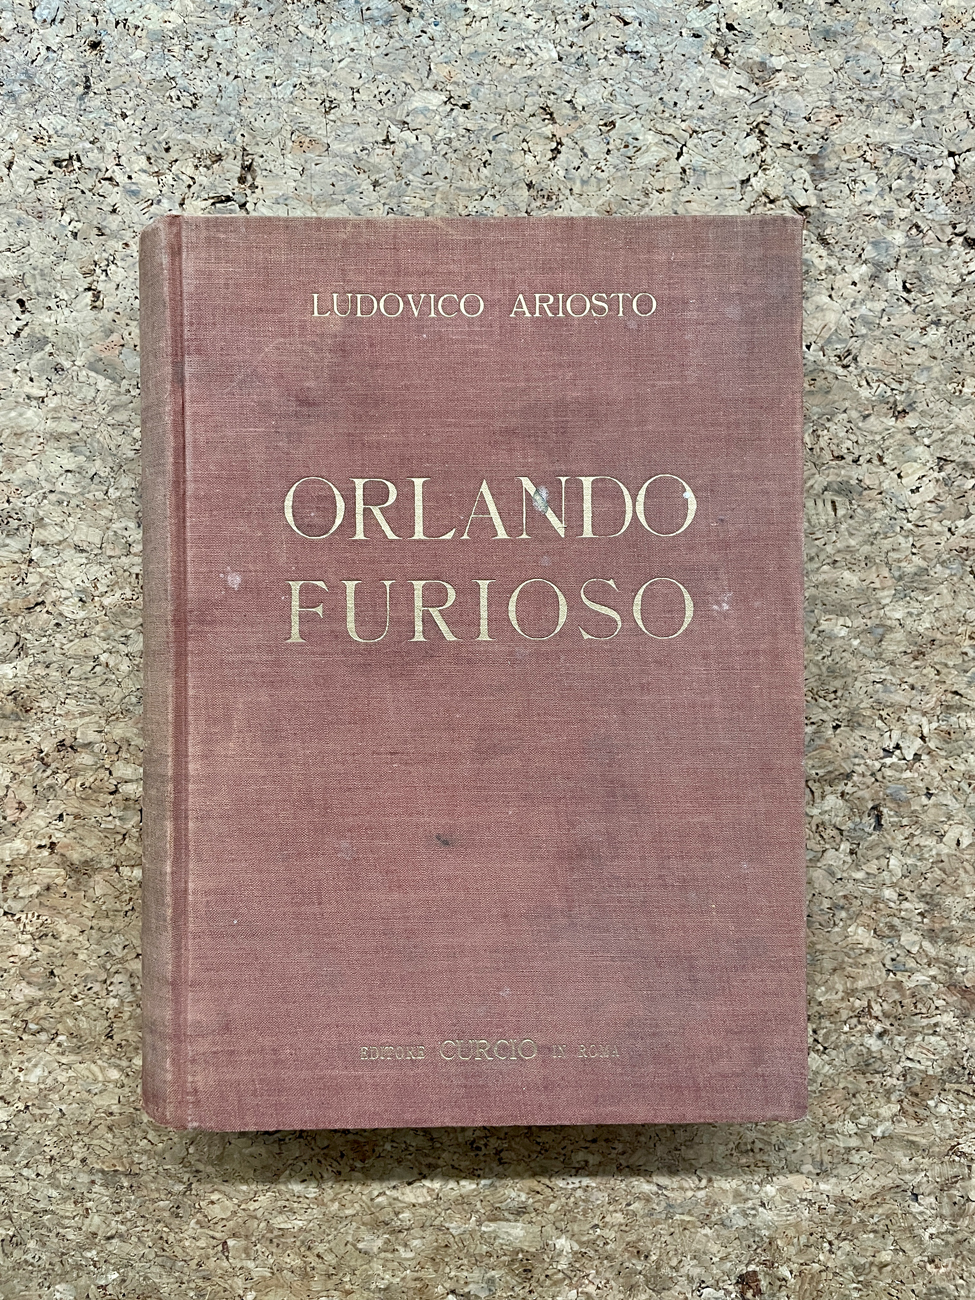 LUDOVICO ARIOSTO
ORLANDO
FURIOSO
EDITORE CURCIO IN ROMA